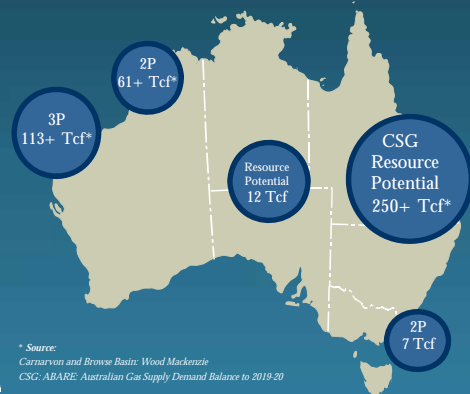 2P
61+ Tcf*
3P
113+ Tcf*
CSG
Resource
Potential
250+ Tcf*
Resource
Potential
12 Tcf
2P
7 Tcf
* Source:
Carnarvon and Browse Basin: Wood Mackenzie
CSG: ABARE: Australian Gas Supply Demand Balance to 2019-20